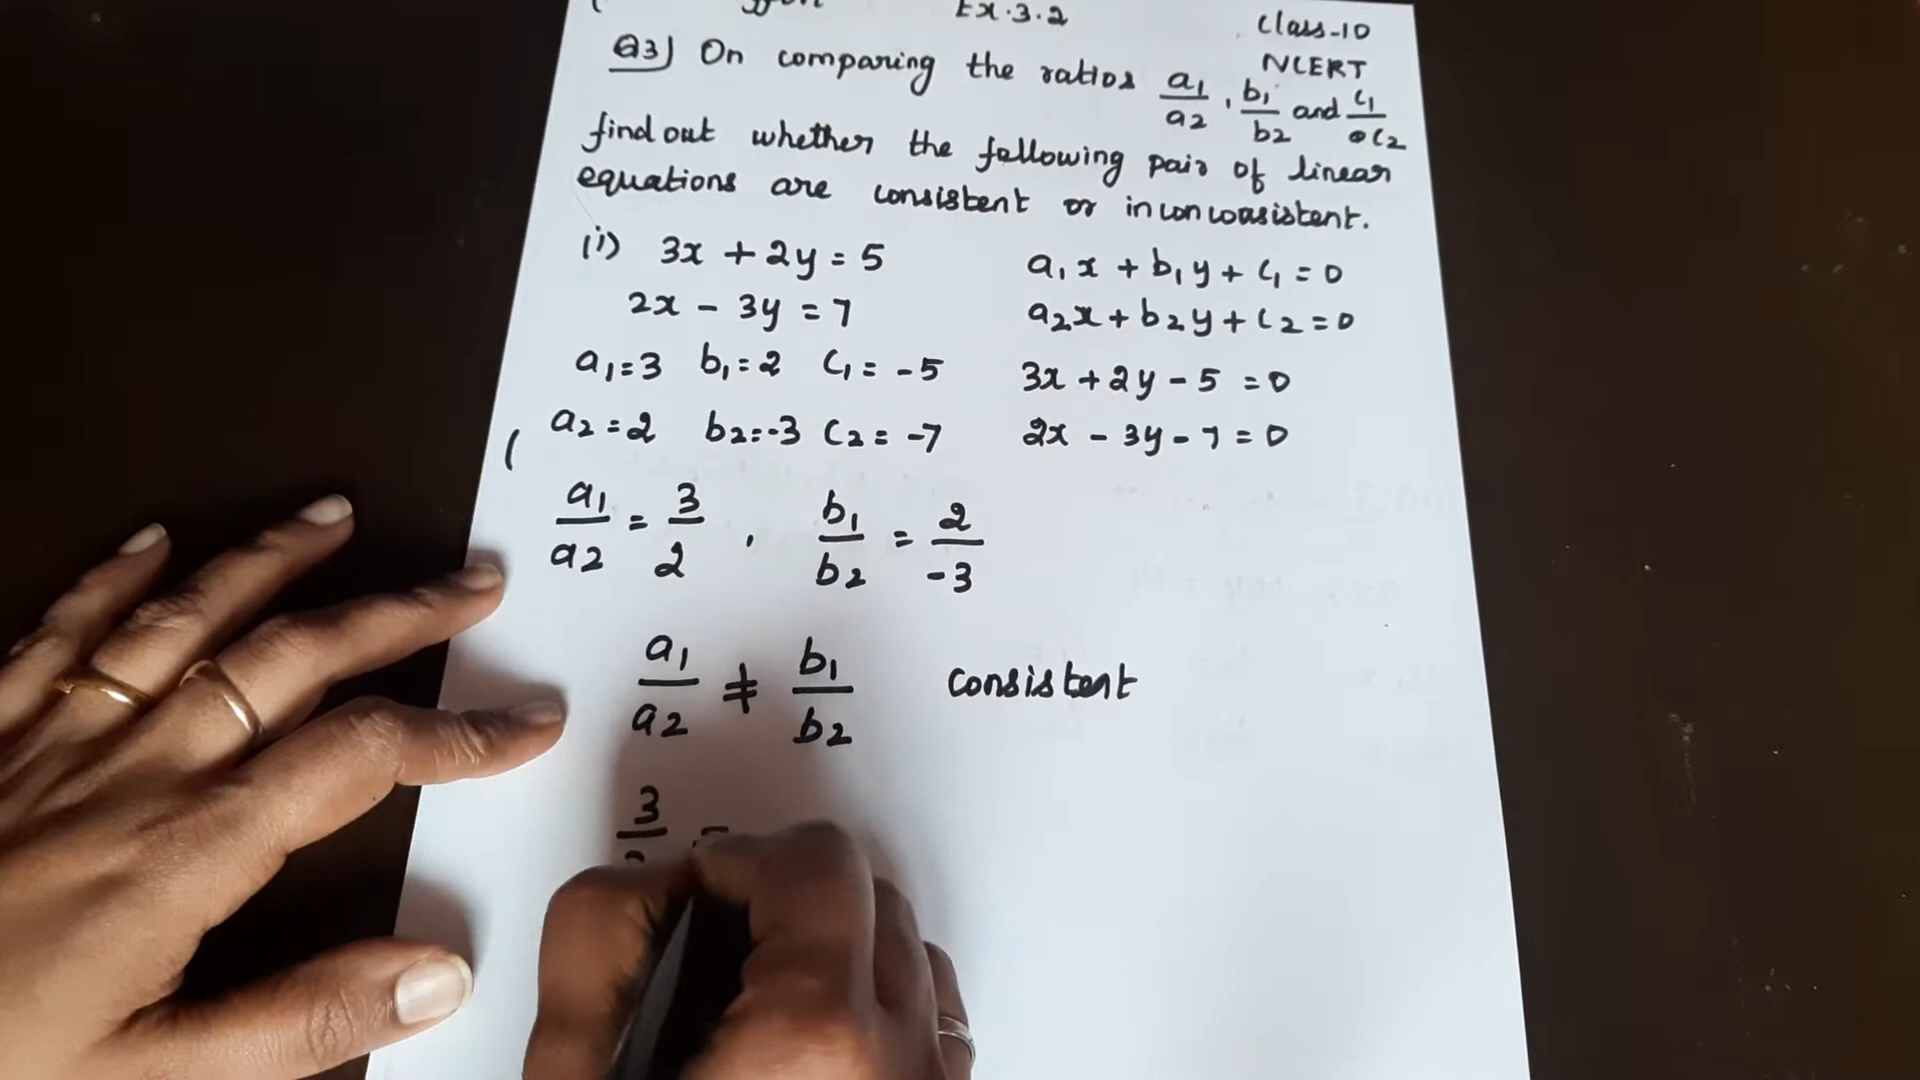 Ex.3.2
Class-10
NCERT
Q3) On comparing the ratios a1/a2, b1/b2 and c1/c2
find out whether the following pair of linear
equations are consistent or
(i) 3x + 2y = 5
2x - 3y = 7
a1=3 b1=2 c1= -5
a2=2 b2=-3 c2= -7
a1x + b1y + c1 = 0
a2x + b2y + c2 = 0
3x + 2y - 5 = 0
2x - 3y - 7 = 0
a1/a2 = 3/2 , b1/b2 = 2/-3
a1/a2 ≠ b1/b2 consistent
3